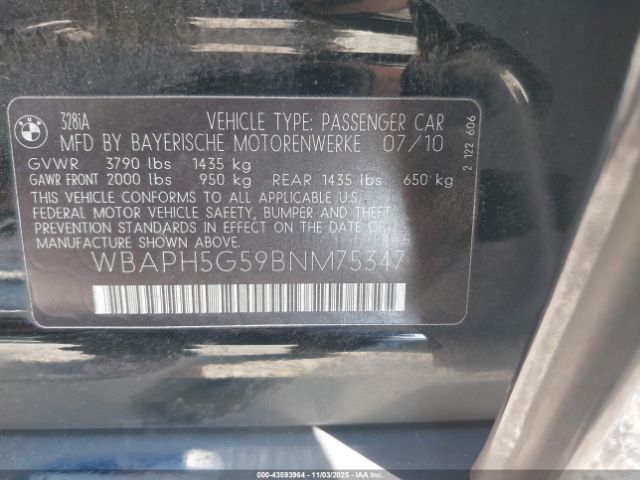 BMW
328iA VEHICLE TYPE: PASSENGER CAR
MFD BY BAYERISCHE MOTORENWERKE 07/10
GVWR 3790 lbs 1435 kg
GAWR FRONT 2000 lbs 950 kg REAR 1435 lbs 650 kg
THIS VEHICLE CONFORMS TO ALL APPLICABLE U.S.
FEDERAL MOTOR VEHICLE SAFETY, BUMPER AND THEFT
PREVENTION STANDARDS IN EFFECT ON THE DATE OF
MANUFACTURE SHOWN ABOVE.
WBAPH5G59BNM75347
2 122 606
© IAA - 43593964 - 11/03/2025 - IAAI.COM